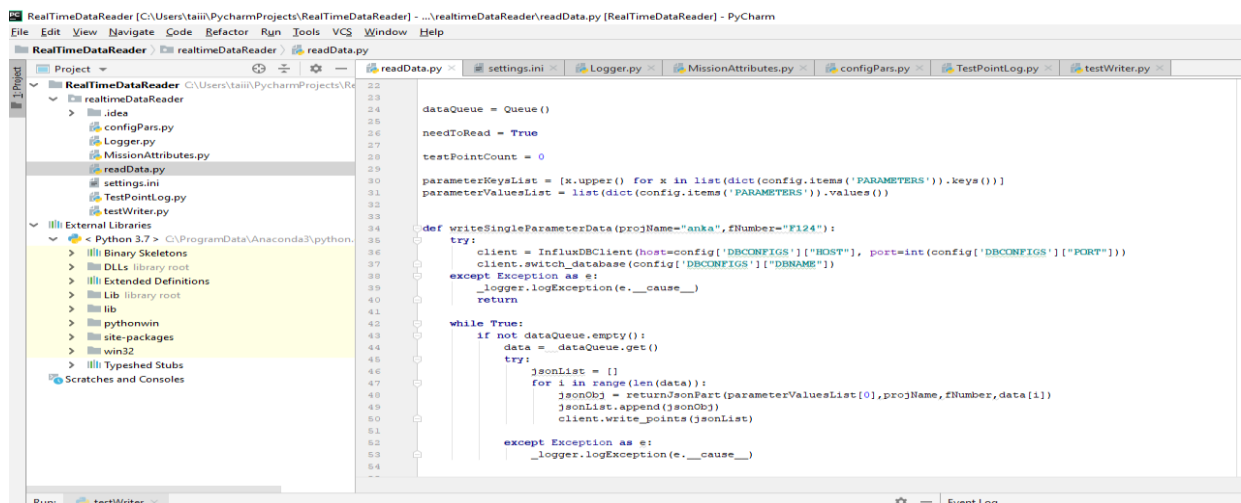 RealTimeDataReader [C:\Users\taiii\PycharmProjects\RealTimeDataReader] - ...\realtimeDataReader\readData.py [RealTimeDataReader] - PyCharm
File Edit View Navigate Code Refactor Run Tools VCS Window Help
RealTimeDataReader realtimeDataReader readData.py
1: Project
Project
RealTimeDataReader C:\Users\taiii\PycharmProjects\Re
realtimeDataReader
.idea
configPars.py
Logger.py
MissionAttributes.py
readData.py
settings.ini
TestPointLog.py
testWriter.py
External Libraries
< Python 3.7 > C:\ProgramData\Anaconda3\python.
Binary Skeletons
DLLs library root
Extended Definitions
Lib library root
lib
pythonwin
site-packages
win32
Typeshed Stubs
Scratches and Consoles
readData.py settings.ini Logger.py MissionAttributes.py configPars.py TestPointLog.py testWriter.py
22
23
24 dataQueue = Queue()
25
26 needToRead = True
27
28 testPointCount = 0
29
30 parameterKeysList = [x.upper() for x in list(dict(config.items('PARAMETERS')).keys())]
31 parameterValuesList = list(dict(config.items('PARAMETERS')).values())
32
33
34 def writeSingleParameterData(projName="anka",fNumber="F124"):
35 try:
36 client = InfluxDBClient(host=config['DBCONFIGS']["HOST"], port=int(config['DBCONFIGS']["PORT"]))
37 client.switch_database(config['DBCONFIGS']["DBNAME"])
38 except Exception as e:
39 _logger.logException(e.__cause__)
40 return
41
42 while True:
43 if not dataQueue.empty():
44 data = dataQueue.get()
45 try:
46 jsonList = []
47 for i in range(len(data)):
48 jsonObj = returnJsonPart(parameterValuesList[0],projName,fNumber,data[i])
49 jsonList.append(jsonObj)
50 client.write_points(jsonList)
51
52 except Exception as e:
53 _logger.logException(e.__cause__)
54
Run: testWriter Event Log